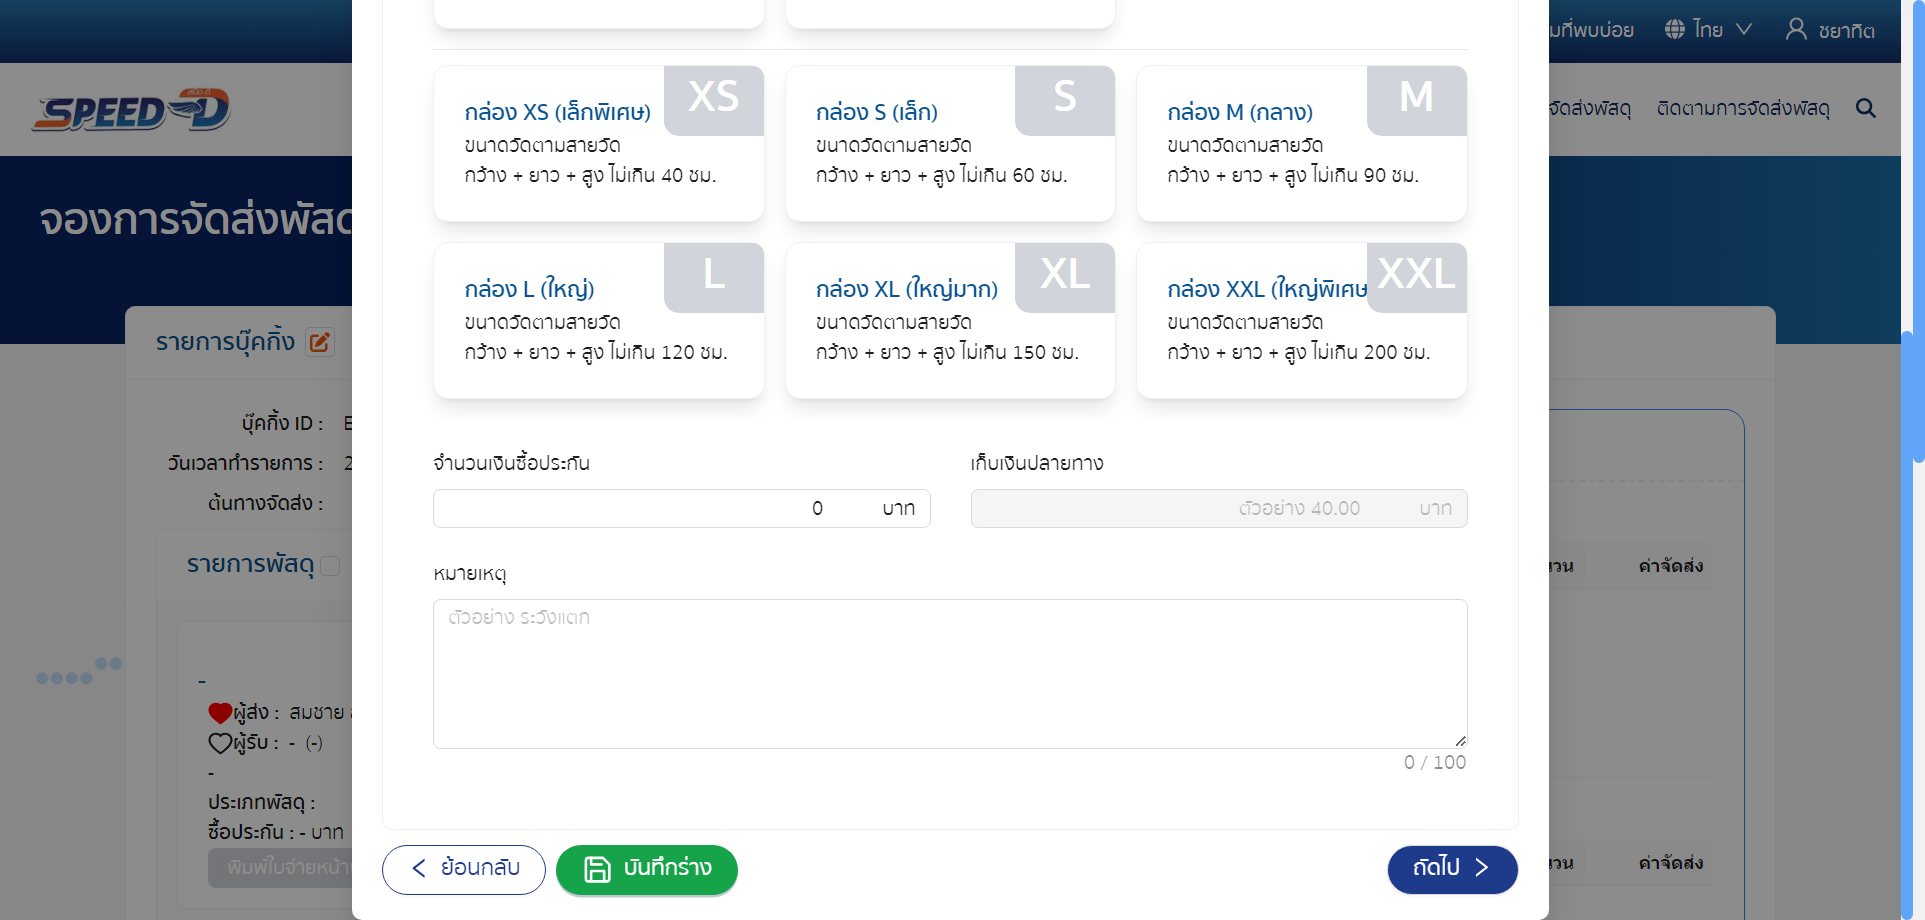 ไทย
ชยาทิต
SPEED-D
จัดส่งพัสดุ
ติดตามการจัดส่งพัสดุ
จองการจัดส่งพัสดุ
รายการบุ๊คกิ้ง
บุ๊คกิ้ง ID :
วันเวลาทำรายการ : 2
ต้นทางจัดส่ง :
รายการพัสดุ
-
ผู้ส่ง : สมชาย
ผู้รับ : - (-)
-
ประเภทพัสดุ :
ซื้อประกัน : - บาท
กล่อง XS (เล็กพิเศษ)
XS
ขนาดวัดตามสายวัด
กว้าง + ยาว + สูง ไม่เกิน 40 ซม.
กล่อง S (เล็ก)
S
ขนาดวัดตามสายวัด
กว้าง + ยาว + สูง ไม่เกิน 60 ซม.
กล่อง M (กลาง)
M
ขนาดวัดตามสายวัด
กว้าง + ยาว + สูง ไม่เกิน 90 ซม.
กล่อง L (ใหญ่)
L
ขนาดวัดตามสายวัด
กว้าง + ยาว + สูง ไม่เกิน 120 ซม.
กล่อง XL (ใหญ่มาก)
XL
ขนาดวัดตามสายวัด
กว้าง + ยาว + สูง ไม่เกิน 150 ซม.
กล่อง XXL (ใหญ่พิเศษ
XXL
ขนาดวัดตามสายวัด
กว้าง + ยาว + สูง ไม่เกิน 200 ซม.
จำนวนเงินซื้อประกัน
0 บาท
เก็บเงินปลายทาง
ตัวอย่าง 40.00 บาท
หมายเหตุ
ตัวอย่าง ระวังแตก
0 / 100
ย้อนกลับ
บันทึกร่าง
ถัดไป
ค่าจัดส่ง
ค่าจัดส่ง